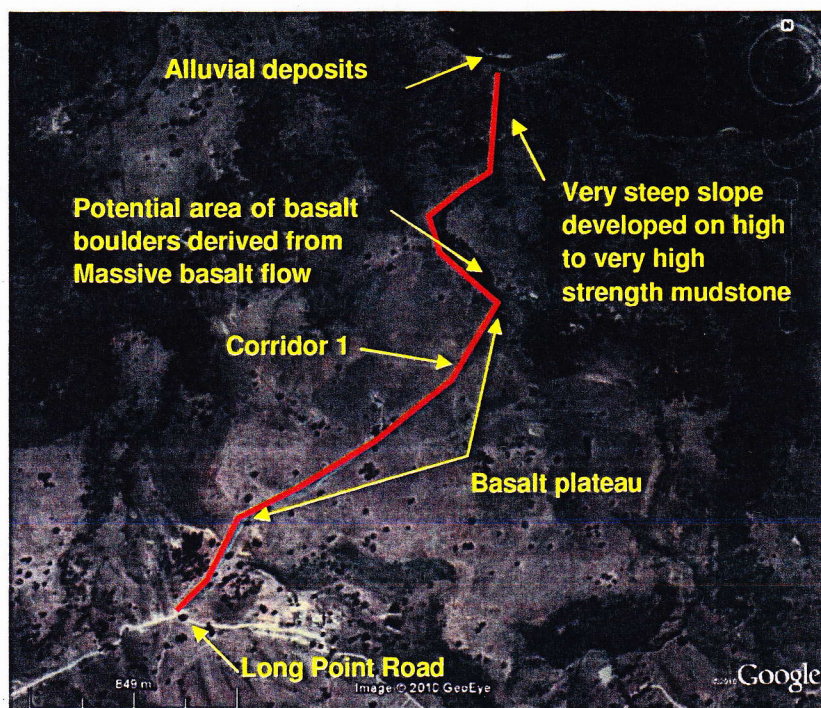 N
Alluvial deposits
Very steep slope
developed on high
to very high
strength mudstone
Potential area of basalt
boulders derived from
Massive basalt flow
Corridor 1
Basalt plateau
Long Point Road
849 m
Image © 2010 GeoEye
Google